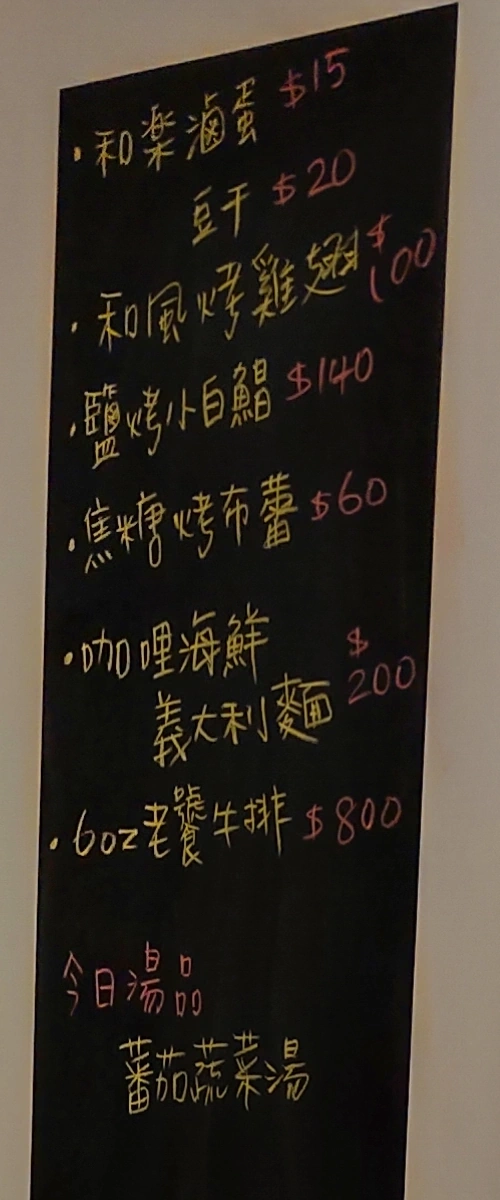 ·和楽滷蛋 $15
豆干 $20
·和風烤雞翅 $100
·鹽烤小白鯧 $140
·焦糖烤布蕾 $60
·咖哩海鮮
義大利麵 $200
·6oz老饕牛排 $800
今日湯品
蕃茄蔬菜湯